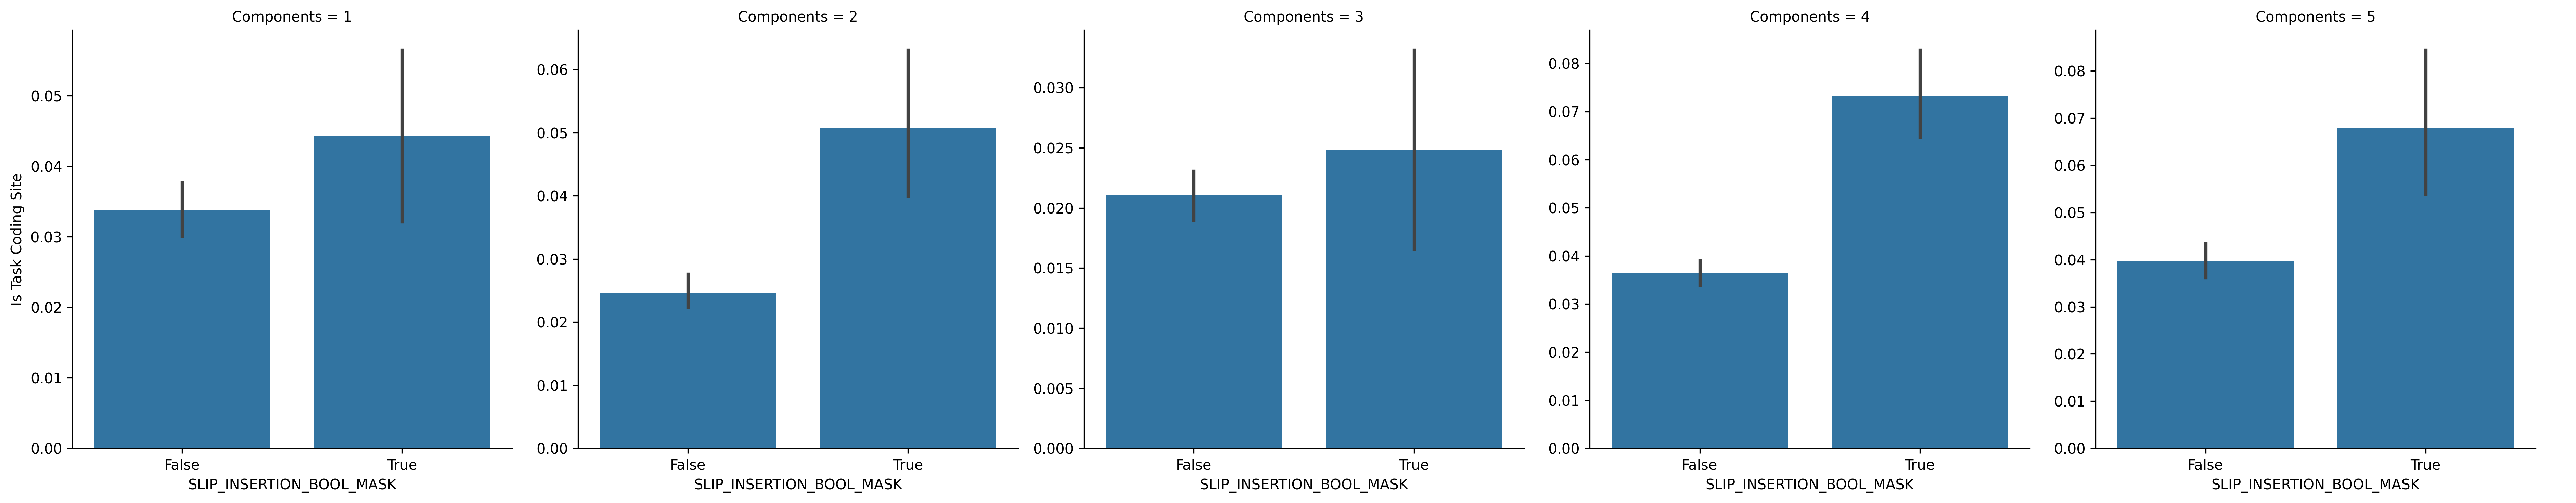 Components = 1
Components = 2
Components = 3
Components = 4
Components = 5
Is Task Coding Site
0.05
0.04
0.03
0.02
0.01
0.00
False
True
SLIP_INSERTION_BOOL_MASK
0.06
0.05
0.04
0.03
0.02
0.01
0.00
False
True
SLIP_INSERTION_BOOL_MASK
0.030
0.025
0.020
0.015
0.010
0.005
0.000
False
True
SLIP_INSERTION_BOOL_MASK
0.08
0.07
0.06
0.05
0.04
0.03
0.02
0.01
0.00
False
True
SLIP_INSERTION_BOOL_MASK
0.08
0.07
0.06
0.05
0.04
0.03
0.02
0.01
0.00
False
True
SLIP_INSERTION_BOOL_MASK